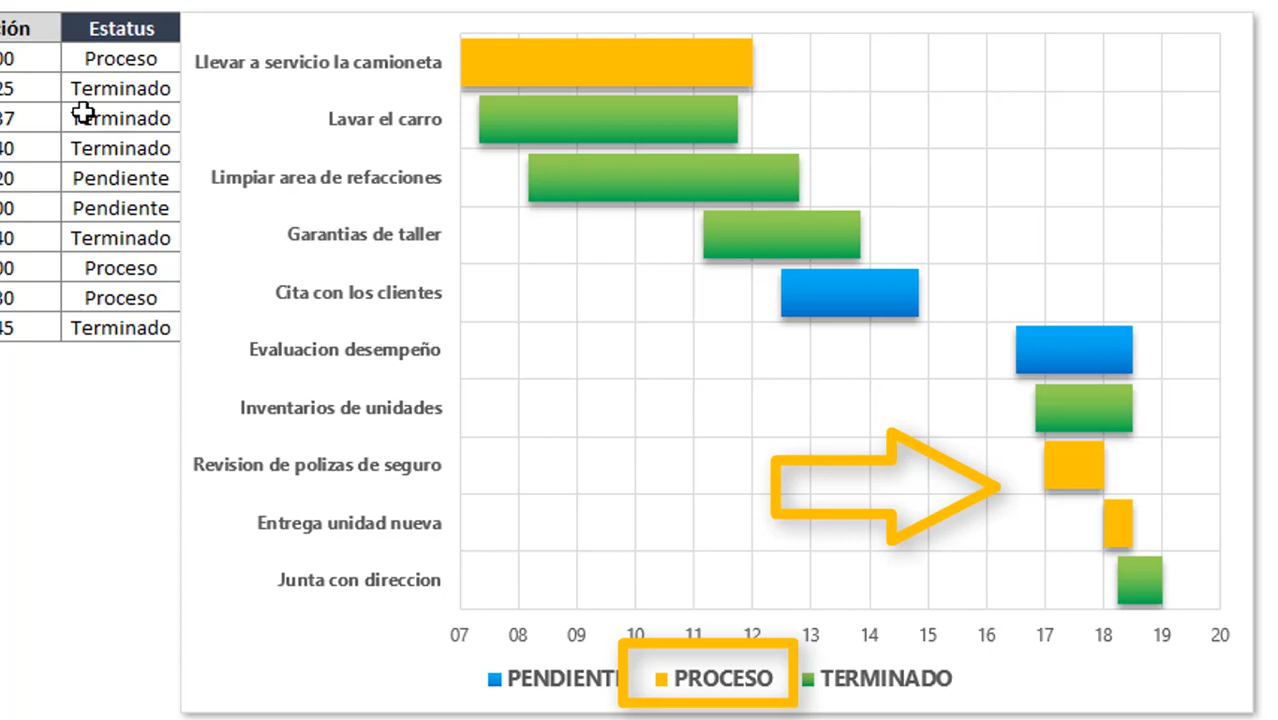 ión Estatus
00 Proceso
25 Terminado
37 Terminado
40 Terminado
20 Pendiente
00 Pendiente
40 Terminado
00 Proceso
30 Proceso
45 Terminado
Llevar a servicio la camioneta
Lavar el carro
Limpiar area de refacciones
Garantias de taller
Cita con los clientes
Evaluacion desempeño
Inventarios de unidades
Revision de polizas de seguro
Entrega unidad nueva
Junta con direccion
07 08 09 10 11 12 13 14 15 16 17 18 19 20
PENDIENTE PROCESO TERMINADO